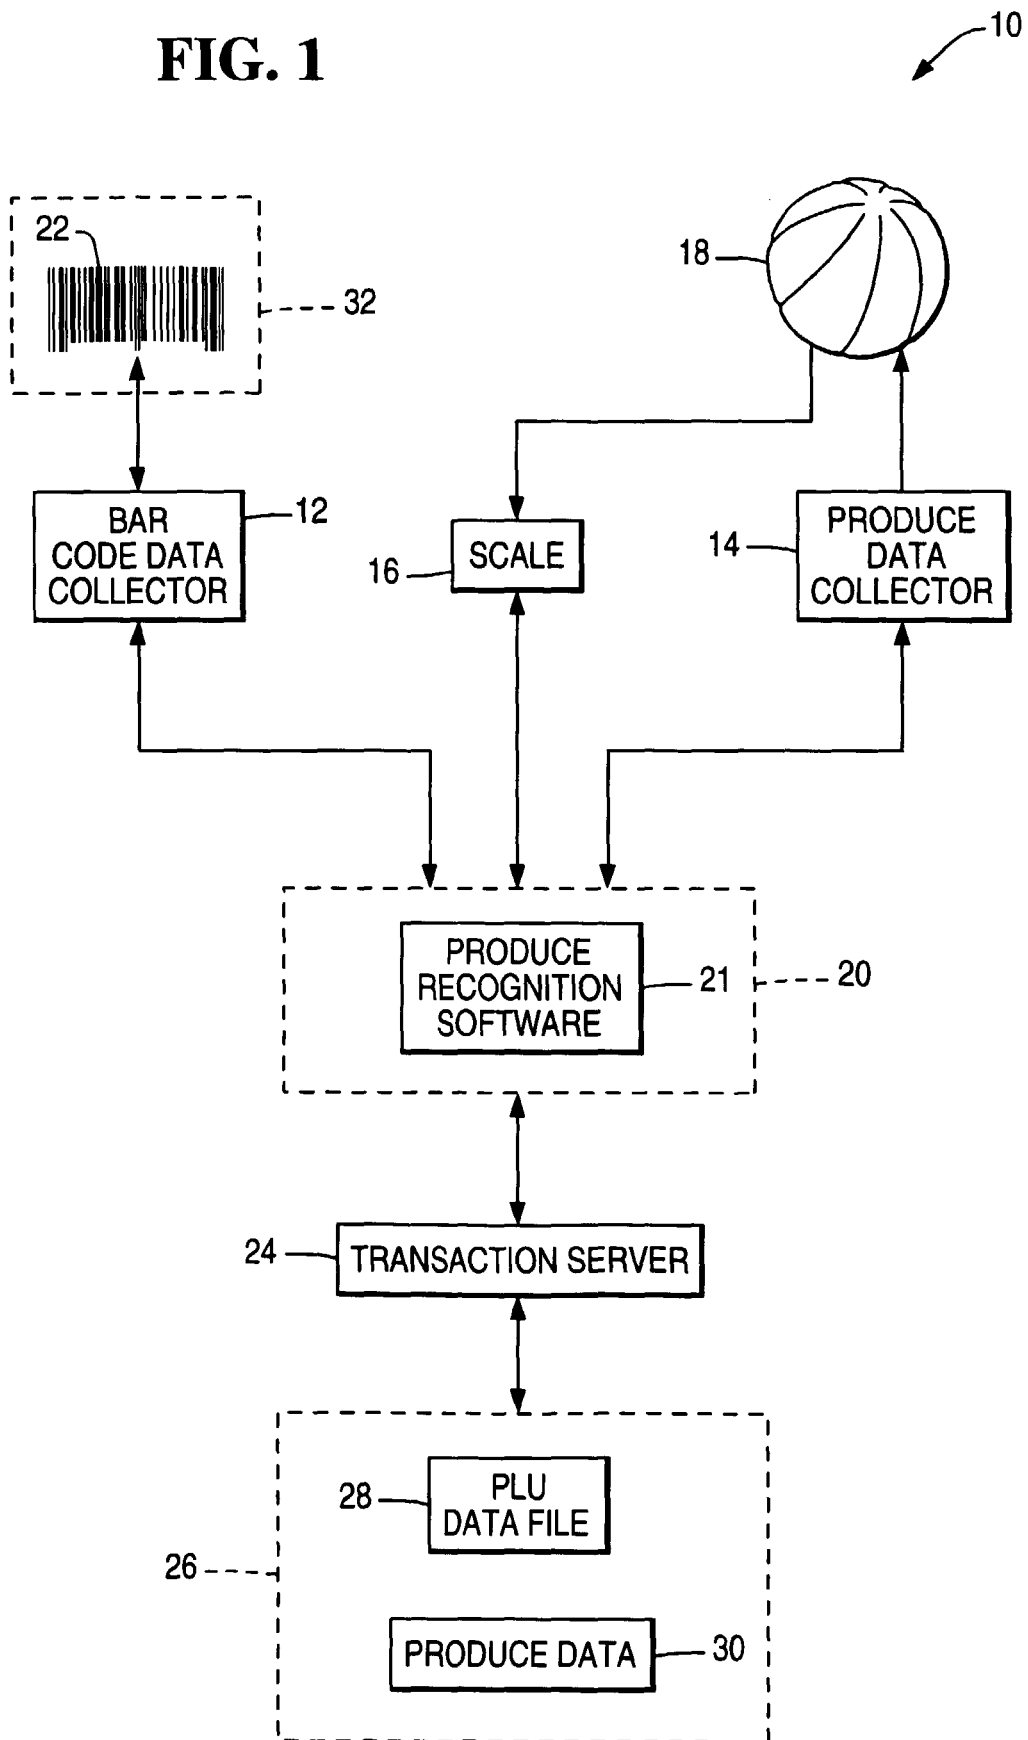 FIG. 1
10
22
32
18
BAR
CODE DATA
COLLECTOR
12
16
SCALE
14
PRODUCE
DATA
COLLECTOR
PRODUCE
RECOGNITION
SOFTWARE
21
20
24
TRANSACTION SERVER
28
PLU
DATA FILE
26
PRODUCE DATA
30